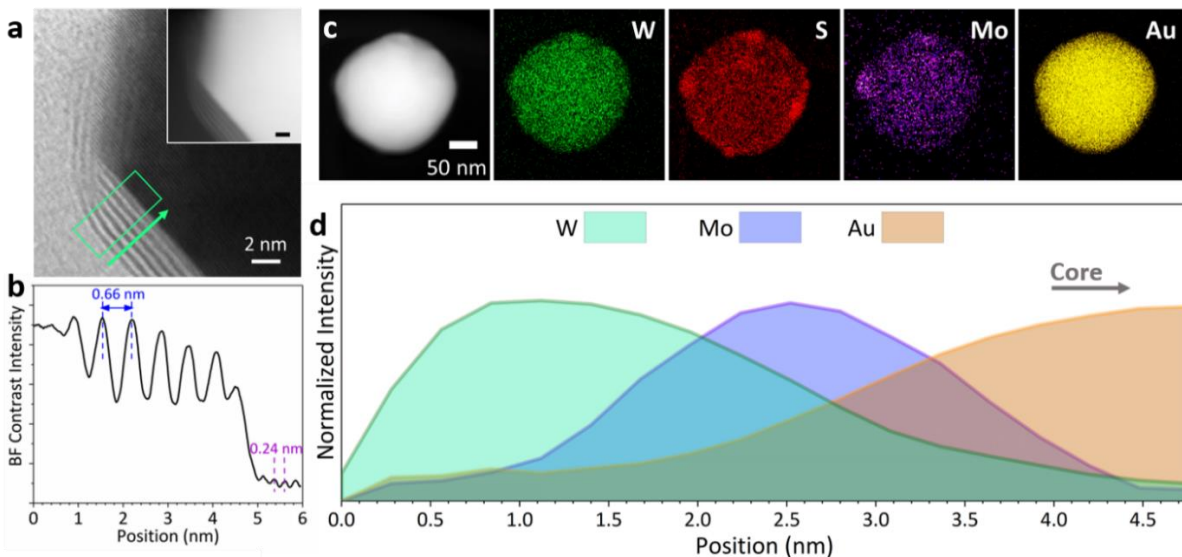 a
2 nm
b
0.66 nm
0.24 nm
BF Contrast Intensity
0 1 2 3 4 5 6
Position (nm)
c
50 nm
W
S
Mo
Au
d
W Mo Au
Core
Normalized Intensity
0.0 0.5 1.0 1.5 2.0 2.5 3.0 3.5 4.0 4.5
Position (nm)